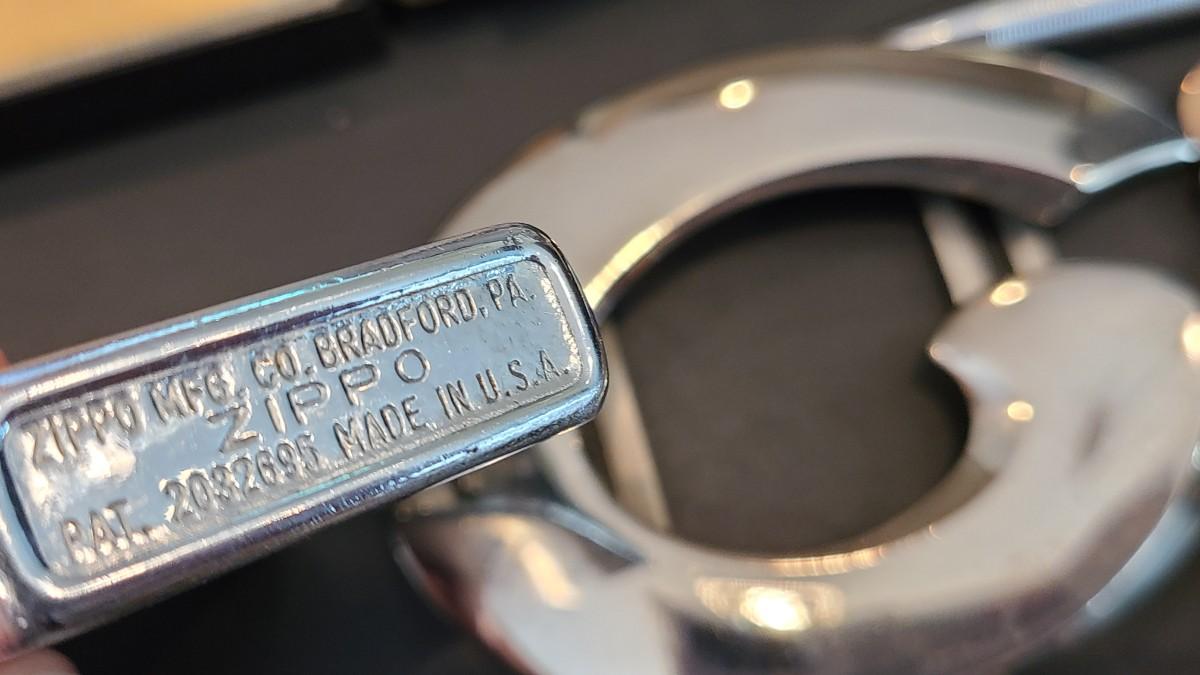 ZIPPO MFG. CO. BRADFORD, PA.
ZIPPO
PAT. 2032695 MADE IN U.S.A.